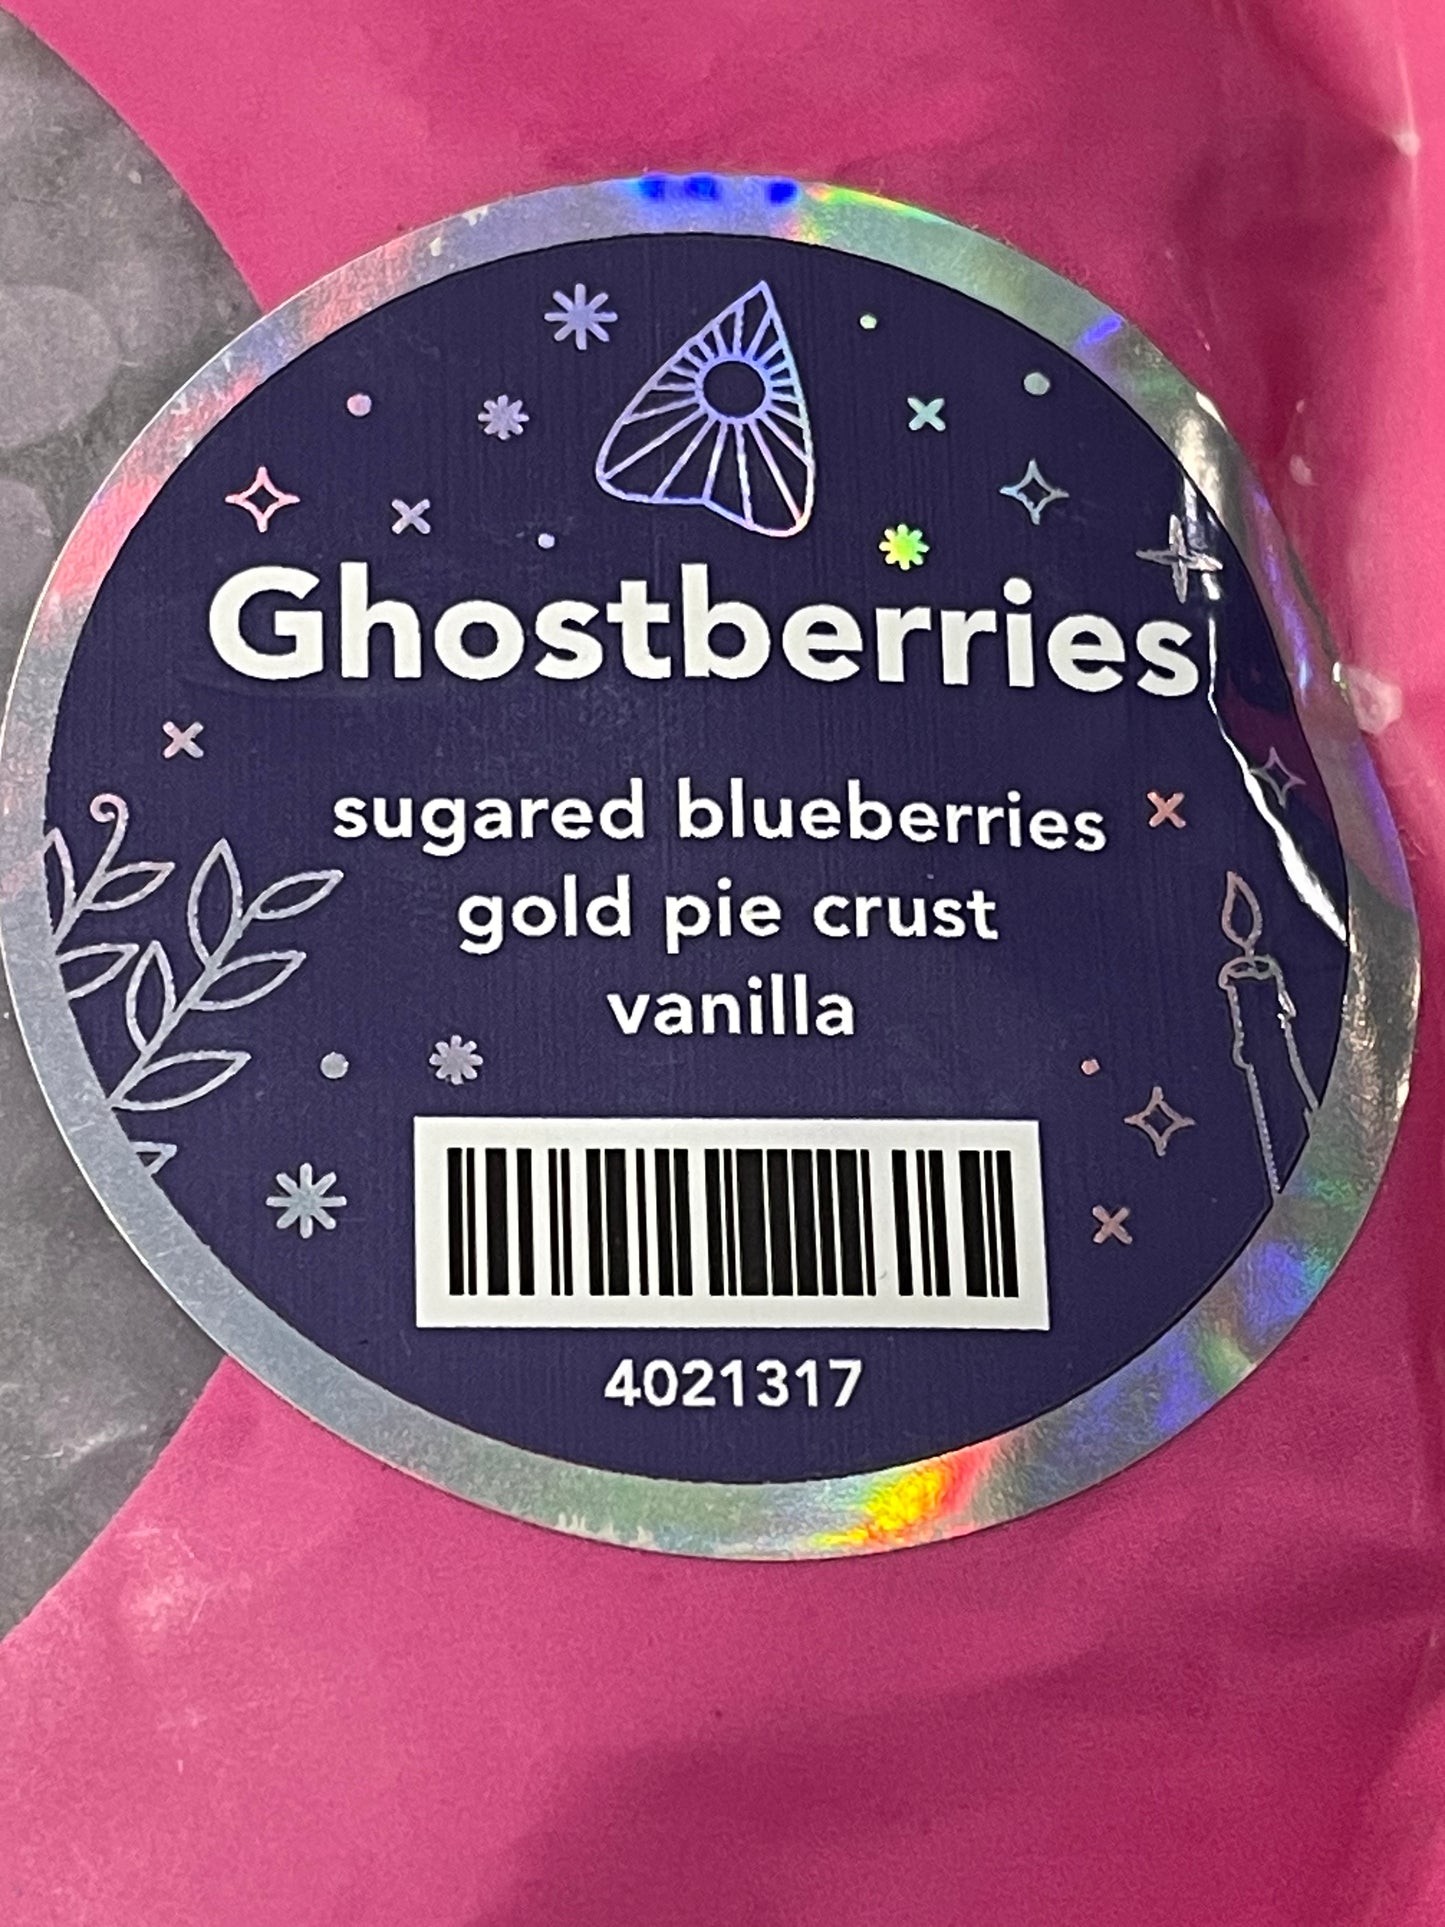 Ghostberries
sugared blueberries
gold pie crust
vanilla
4021317